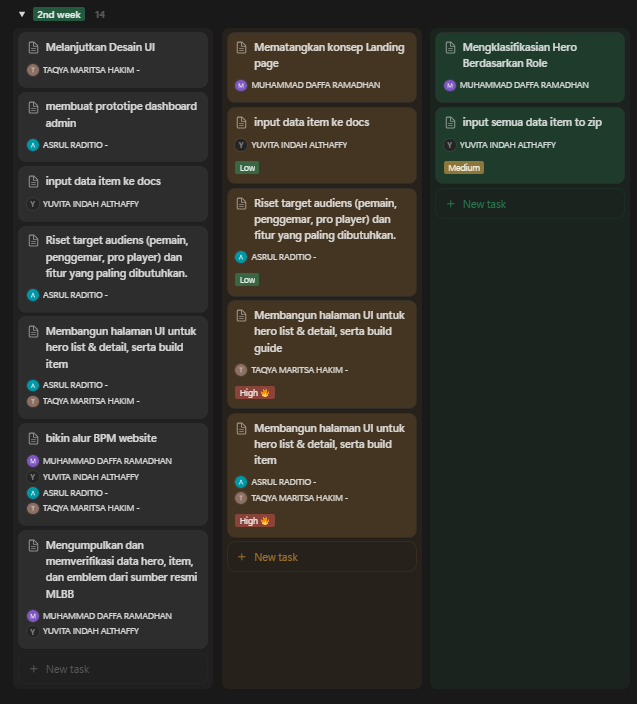 2nd week 14
Melanjutkan Desain UI
T TAQYA MARITSA HAKIM -
membuat prototipe dashboard
admin
A ASRUL RADITIO -
input data item ke docs
Y YUVITA INDAH ALTHAFFY
Riset target audiens (pemain,
penggemar, pro player) dan
fitur yang paling dibutuhkan.
A ASRUL RADITIO -
Membangun halaman UI untuk
hero list & detail, serta build
item
A ASRUL RADITIO -
T TAQYA MARITSA HAKIM -
bikin alur BPM website
M MUHAMMAD DAFFA RAMADHAN
Y YUVITA INDAH ALTHAFFY
A ASRUL RADITIO -
T TAQYA MARITSA HAKIM -
Mengumpulkan dan
memverifikasi data hero, item,
dan emblem dari sumber resmi
MLBB
M MUHAMMAD DAFFA RAMADHAN
Y YUVITA INDAH ALTHAFFY
+ New task
Mematangkan konsep Landing
page
M MUHAMMAD DAFFA RAMADHAN
input data item ke docs
Y YUVITA INDAH ALTHAFFY
Low
Riset target audiens (pemain,
penggemar, pro player) dan
fitur yang paling dibutuhkan.
A ASRUL RADITIO -
Low
Membangun halaman UI untuk
hero list & detail, serta build
guide
T TAQYA MARITSA HAKIM -
High 🔥
Membangun halaman UI untuk
hero list & detail, serta build
item
A ASRUL RADITIO -
T TAQYA MARITSA HAKIM -
High 🔥
+ New task
Mengklasifikasian Hero
Berdasarkan Role
M MUHAMMAD DAFFA RAMADHAN
input semua data item to zip
Y YUVITA INDAH ALTHAFFY
Medium
+ New task